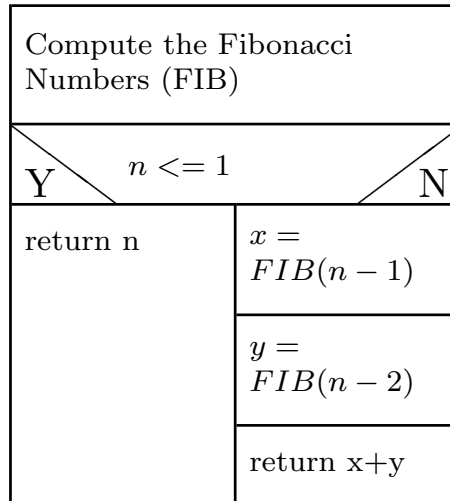 Compute the Fibonacci
Numbers (FIB)
Y
n <= 1
N
return n
x =
FIB(n − 1)
y =
FIB(n − 2)
return x+y